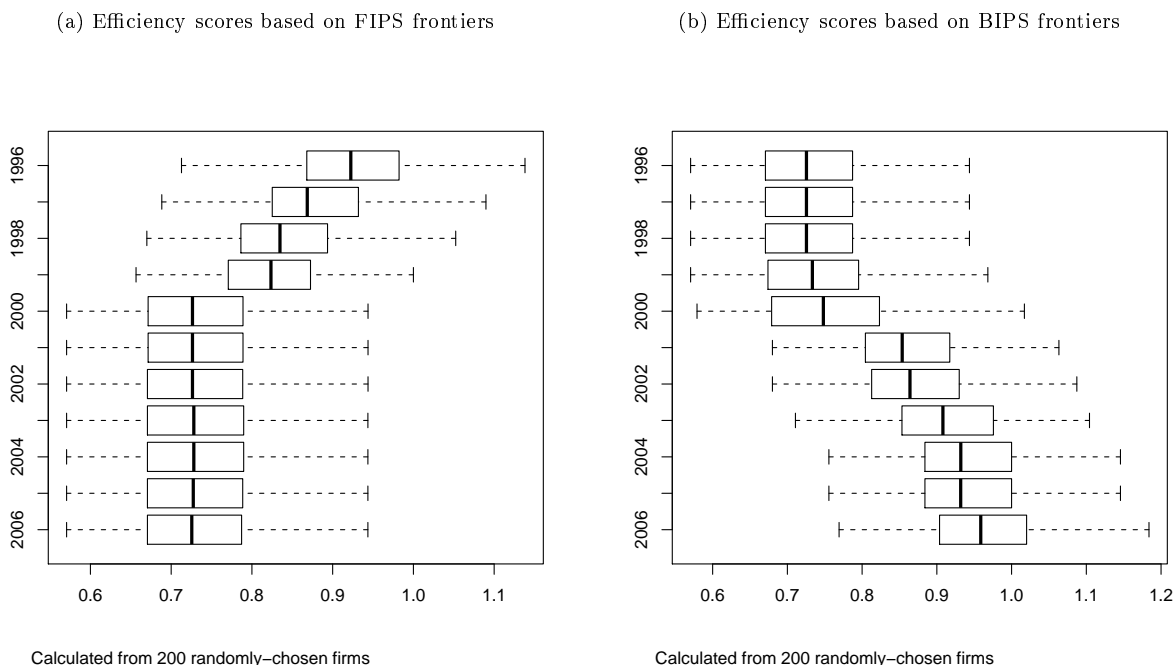 (a) Efficiency scores based on FIPS frontiers
1996
1998
2000
2002
2004
2006
0.6 0.7 0.8 0.9 1.0 1.1
Calculated from 200 randomly−chosen firms
(b) Efficiency scores based on BIPS frontiers
1996
1998
2000
2002
2004
2006
0.6 0.7 0.8 0.9 1.0 1.1 1.2
Calculated from 200 randomly−chosen firms